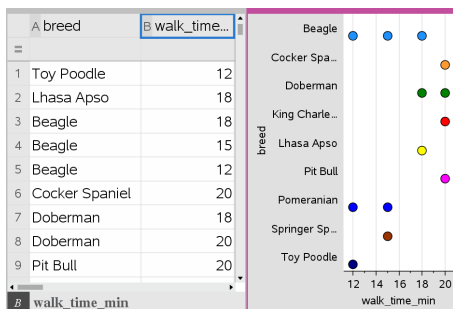 A breed B walk_time...
=
1 Toy Poodle 12
2 Lhasa Apso 18
3 Beagle 18
4 Beagle 15
5 Beagle 12
6 Cocker Spaniel 20
7 Doberman 18
8 Doberman 20
9 Pit Bull 20
B walk_time_min
breed
Beagle
Cocker Spa...
Doberman
King Charle...
Lhasa Apso
Pit Bull
Pomeranian
Springer Sp...
Toy Poodle
12 14 16 18 20
walk_time_min